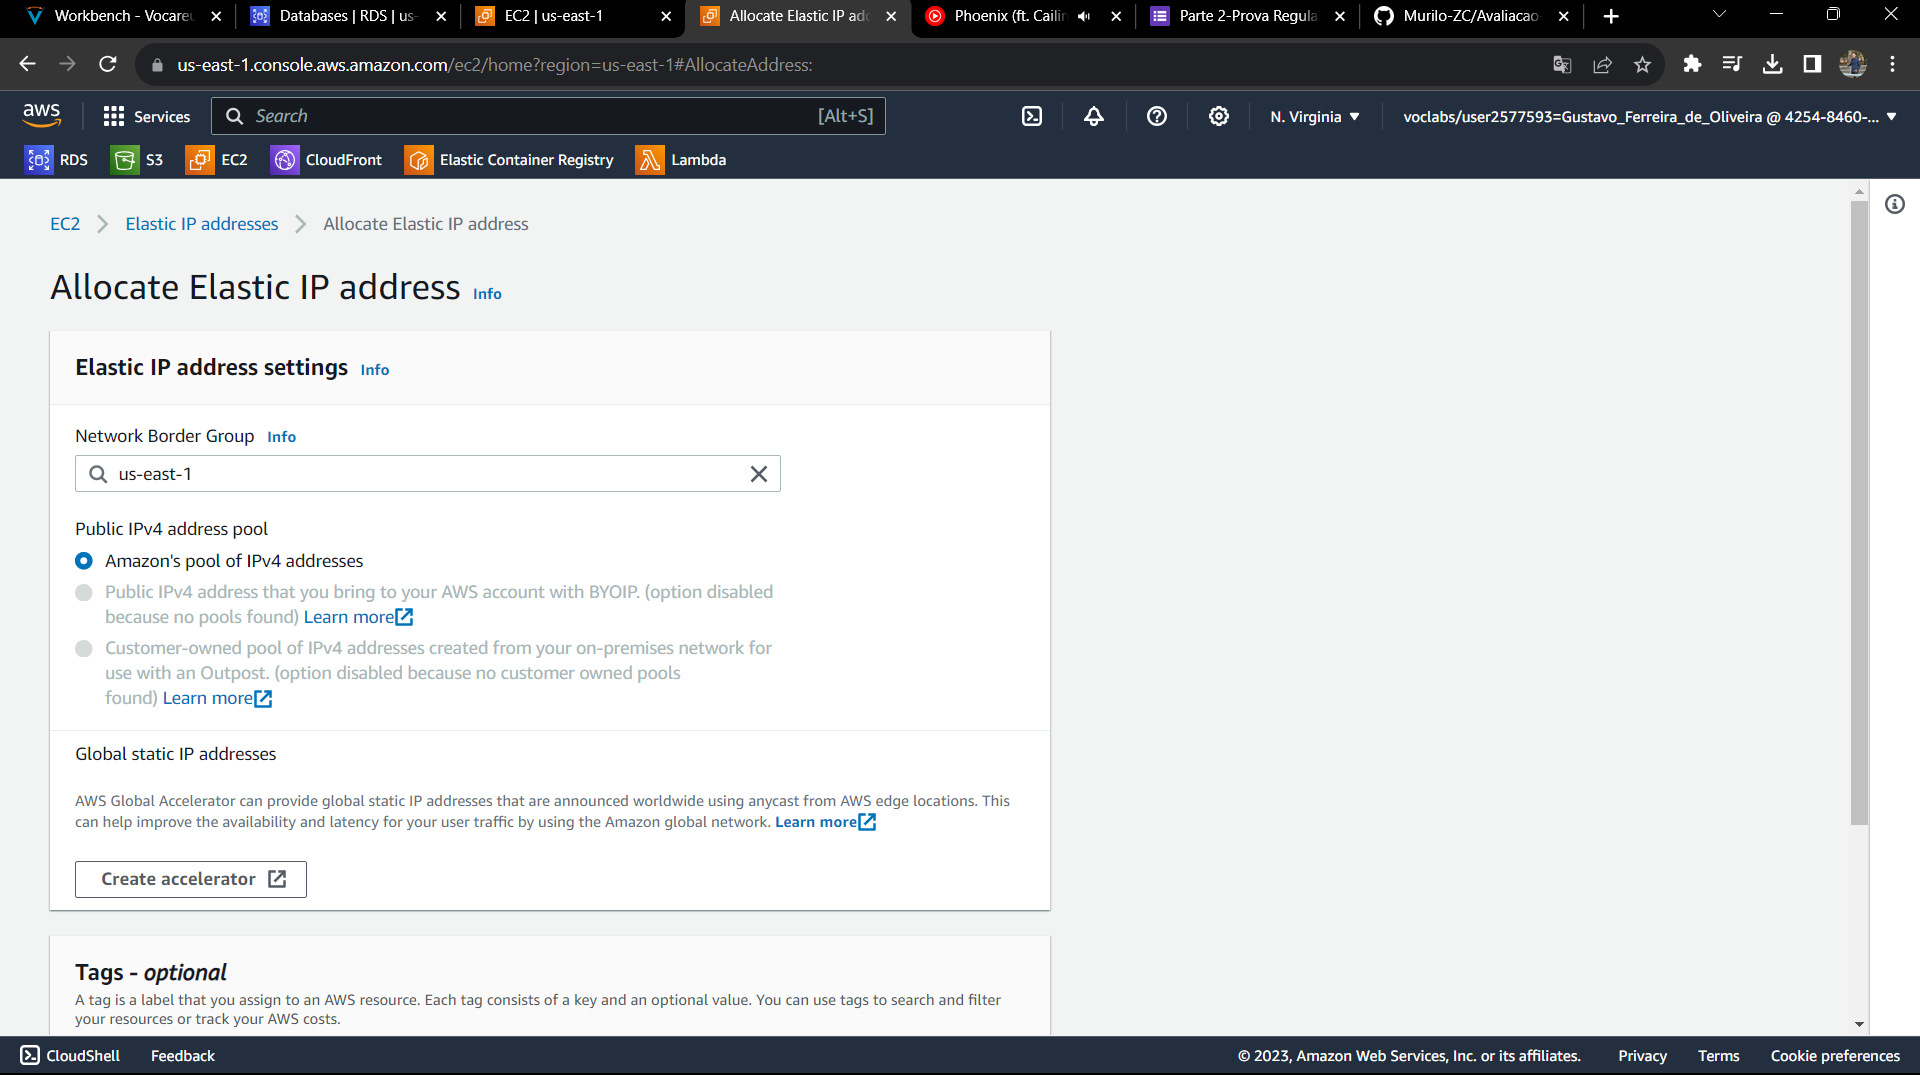 Workbench - Vocareu
Databases | RDS | us-
EC2 | us-east-1
Allocate Elastic IP add
Phoenix (ft. Cailin
Parte 2-Prova Regula
Murilo-ZC/Avaliacao-
us-east-1.console.aws.amazon.com/ec2/home?region=us-east-1#AllocateAddress:
aws
Services
Search
[Alt+S]
N. Virginia
voclabs/user2577593=Gustavo_Ferreira_de_Oliveira @ 4254-8460-...
RDS
S3
EC2
CloudFront
Elastic Container Registry
Lambda
EC2
Elastic IP addresses
Allocate Elastic IP address
Allocate Elastic IP address Info
Elastic IP address settings Info
Network Border Group Info
us-east-1
Public IPv4 address pool
Amazon's pool of IPv4 addresses
Public IPv4 address that you bring to your AWS account with BYOIP. (option disabled
because no pools found) Learn more
Customer-owned pool of IPv4 addresses created from your on-premises network for
use with an Outpost. (option disabled because no customer owned pools
found) Learn more
Global static IP addresses
AWS Global Accelerator can provide global static IP addresses that are announced worldwide using anycast from AWS edge locations. This
can help improve the availability and latency for your user traffic by using the Amazon global network. Learn more
Create accelerator
Tags - optional
A tag is a label that you assign to an AWS resource. Each tag consists of a key and an optional value. You can use tags to search and filter
your resources or track your AWS costs.
CloudShell
Feedback
© 2023, Amazon Web Services, Inc. or its affiliates.
Privacy
Terms
Cookie preferences